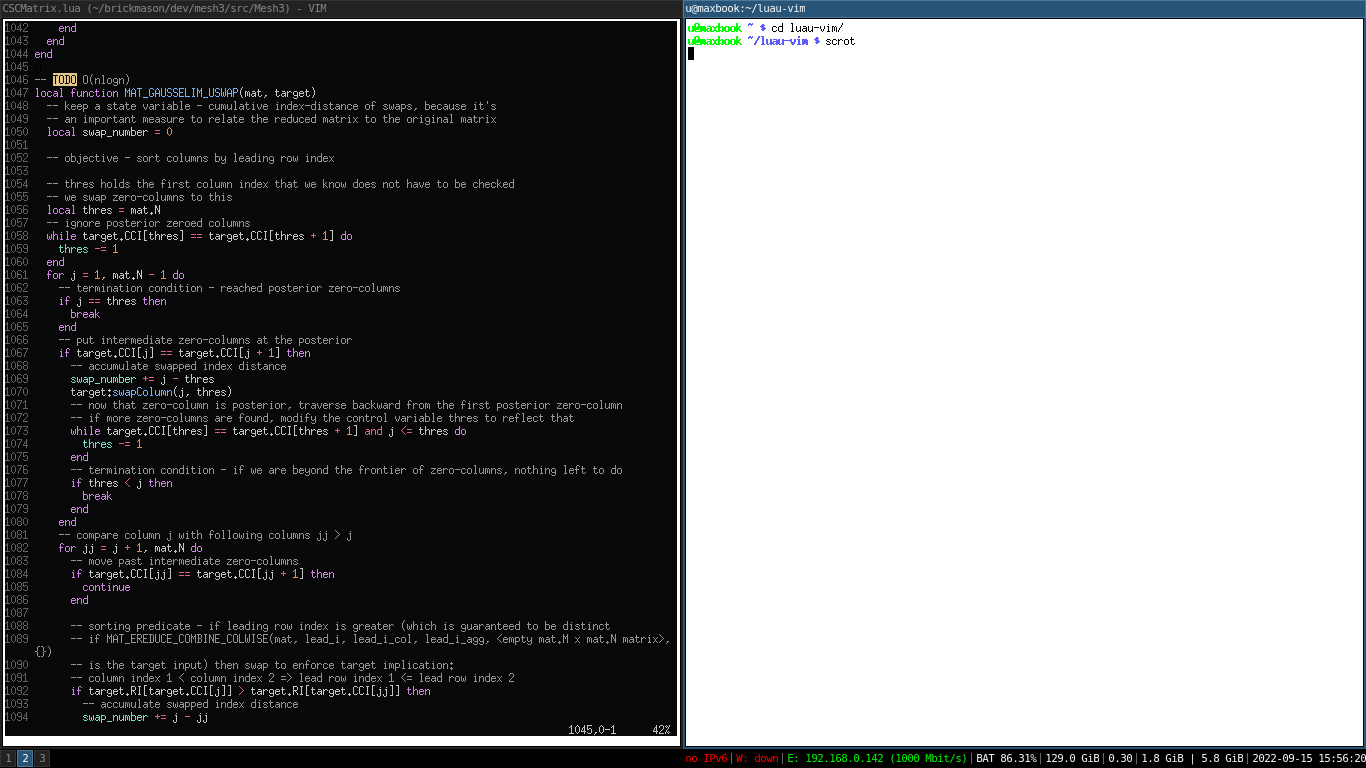 CSCMatrix.lua (~/brickmason/dev/mesh3/src/Mesh3) - VIM
1042     end
1043   end
1044 end
1045
1046 -- TODO O(nlogn)
1047 local function MAT_GAUSSELIM_USWAP(mat, target)
1048   -- keep a state variable - cumulative index-distance of swaps, because it's
1049   -- an important measure to relate the reduced matrix to the original matrix
1050   local swap_number = 0
1051
1052   -- objective - sort columns by leading row index
1053
1054   -- thres holds the first column index that we know does not have to be checked
1055   -- we swap zero-columns to this
1056   local thres = mat.N
1057   -- ignore posterior zeroed columns
1058   while target.CCI[thres] == target.CCI[thres + 1] do
1059     thres -= 1
1060   end
1061   for j = 1, mat.N - 1 do
1062     -- termination condition - reached posterior zero-columns
1063     if j == thres then
1064       break
1065     end
1066     -- put intermediate zero-columns at the posterior
1067     if target.CCI[j] == target.CCI[j + 1] then
1068       -- accumulate swapped index distance
1069       swap_number += j - thres
1070       target:swapColumn(j, thres)
1071       -- now that zero-column is posterior, traverse backward from the first posterior zero-column
1072       -- if more zero-columns are found, modify the control variable thres to reflect that
1073       while target.CCI[thres] == target.CCI[thres + 1] and j <= thres do
1074         thres -= 1
1075       end
1076       -- termination condition - if we are beyond the frontier of zero-columns, nothing left to do
1077       if thres < j then
1078         break
1079       end
1080     end
1081     -- compare column j with following columns jj > j
1082     for jj = j + 1, mat.N do
1083       -- move past intermediate zero-columns
1084       if target.CCI[jj] == target.CCI[jj + 1] then
1085         continue
1086       end
1087
1088       -- sorting predicate - if leading row index is greater (which is guaranteed to be distinct
1089       -- if MAT_EREDUCE_COMBINE_COLWISE(mat, lead_i, lead_i_col, lead_i_agg, <empty mat.M x mat.N matrix>,
{})
1090       -- is the target input) then swap to enforce target implication:
1091       -- column index 1 < column index 2 => lead row index 1 <= lead row index 2
1092       if target.RI[target.CCI[j]] > target.RI[target.CCI[jj]] then
1093         -- accumulate swapped index distance
1094         swap_number += j - jj
1045,0-1     42%
u@maxbook:~/luau-vim
u@maxbook ~ $ cd luau-vim/
u@maxbook ~/luau-vim $ scrot
1 2 3
no IPv6|W: down|E: 192.168.0.142 (1000 Mbit/s)|BAT 86.31%|129.0 GiB|0.30|1.8 GiB | 5.8 GiB|2022-09-15 15:56:20